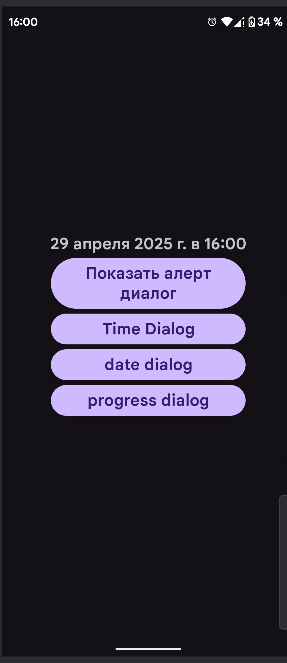 16:00 34 %
29 апреля 2025 г. в 16:00
Показать алерт
диалог
Time Dialog
date dialog
progress dialog